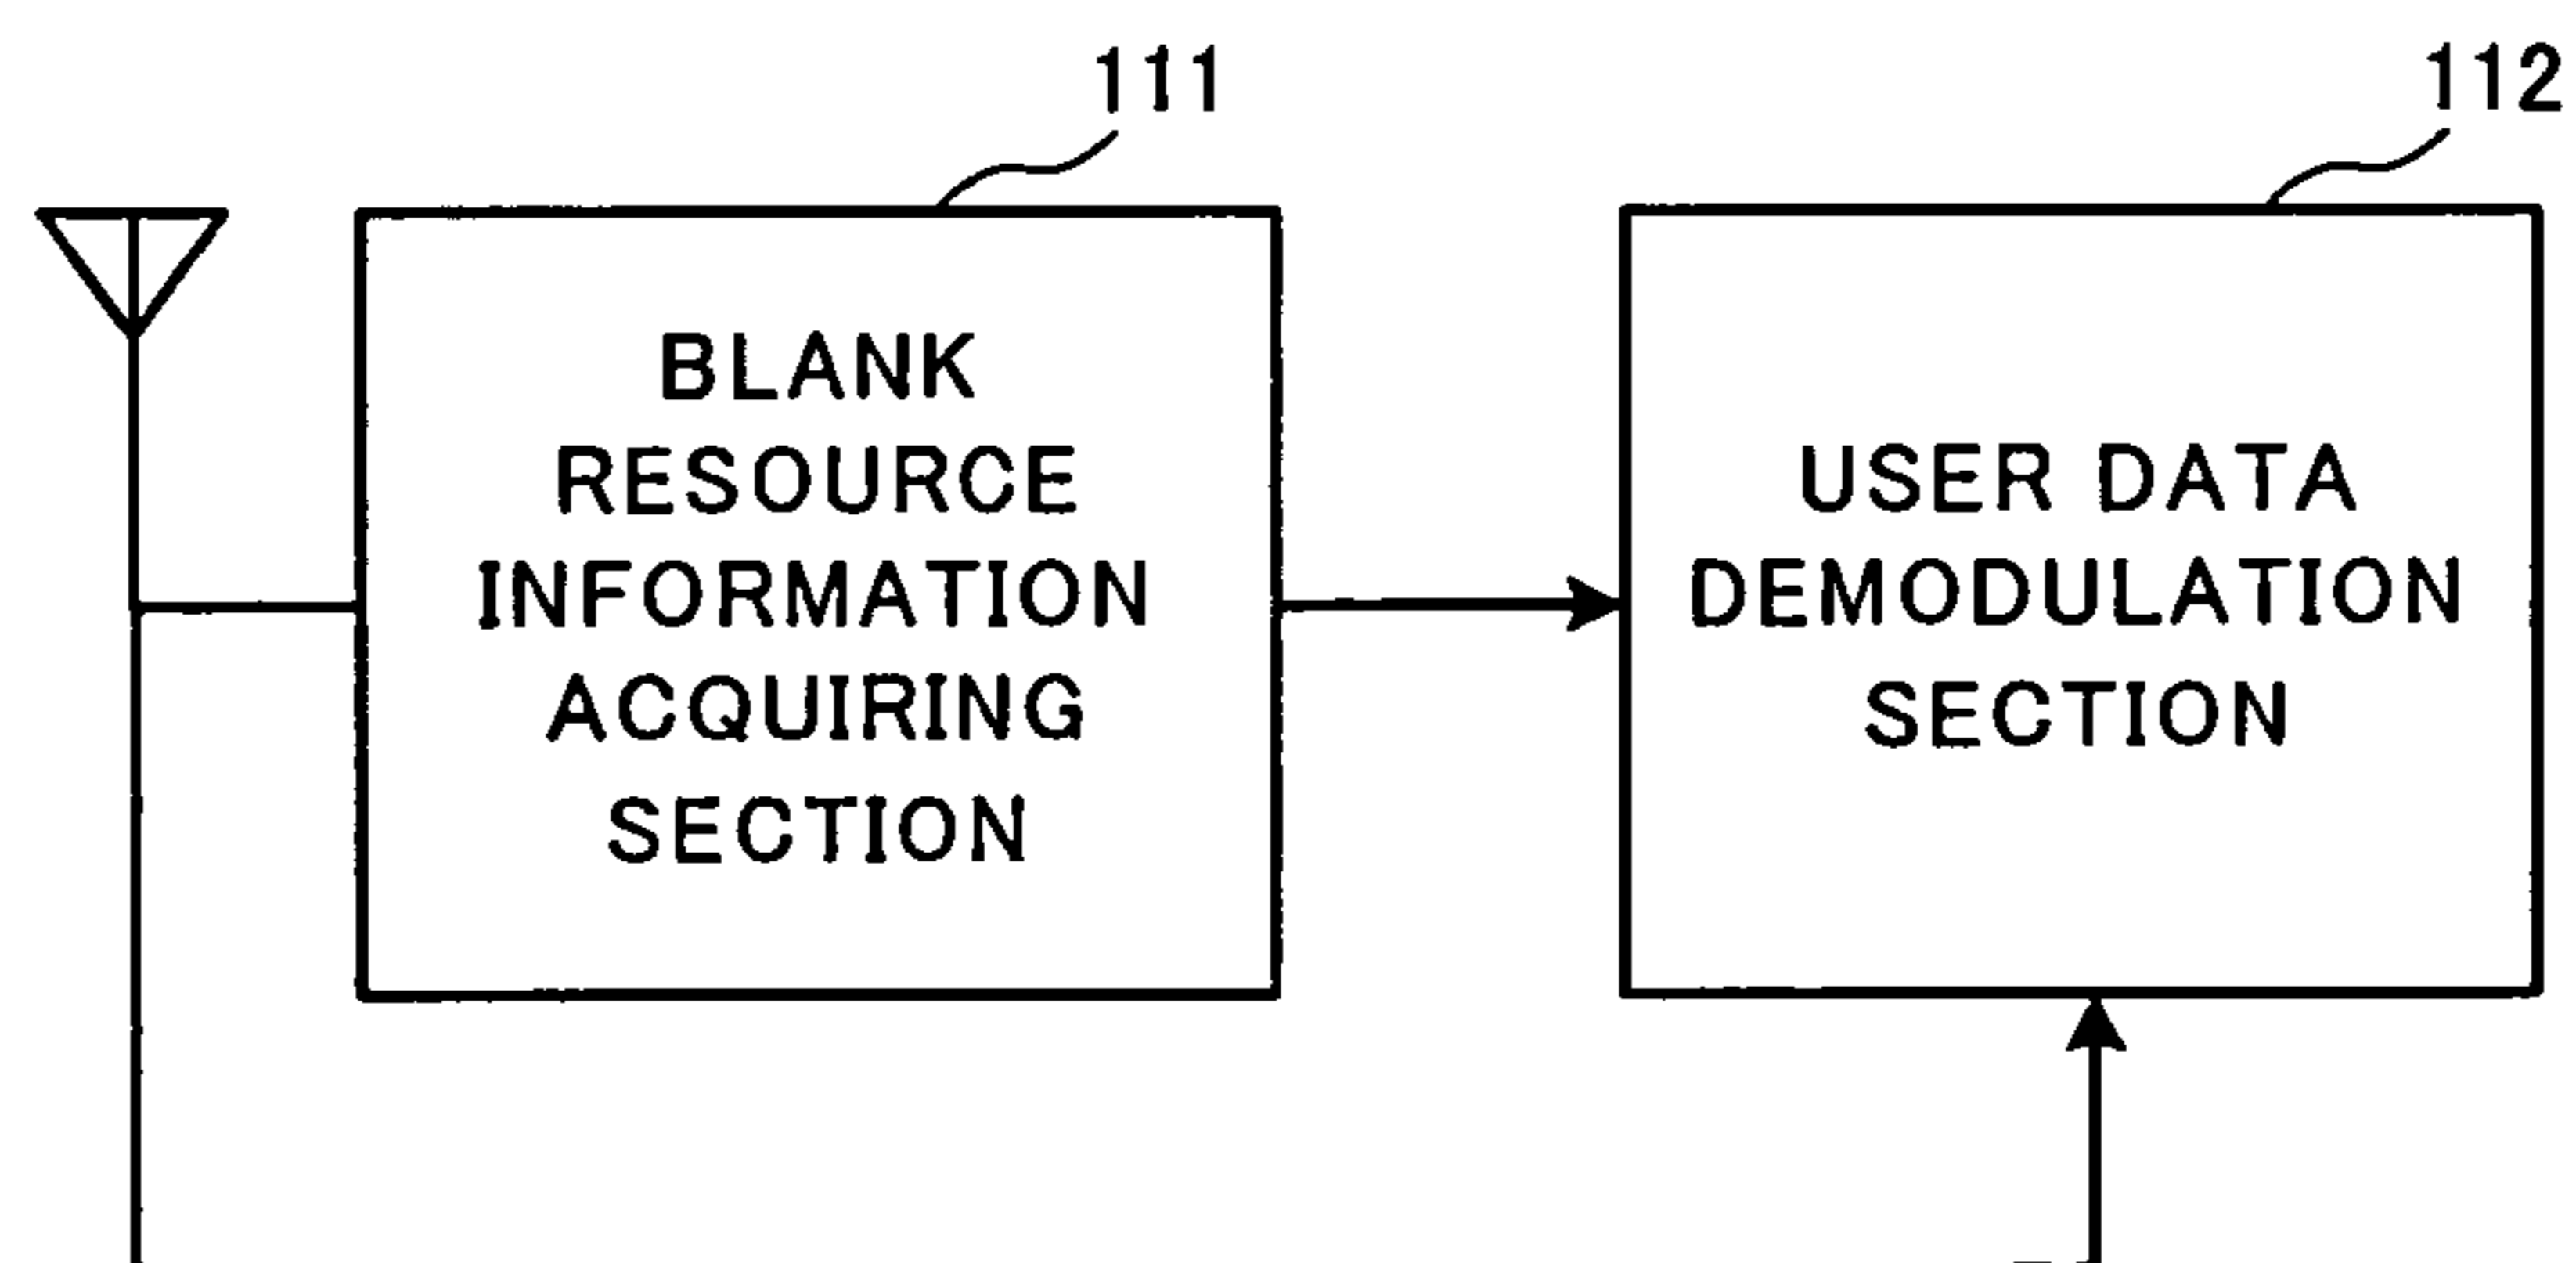 111
112
BLANK
RESOURCE
INFORMATION
ACQUIRING
SECTION
USER DATA
DEMODULATION
SECTION